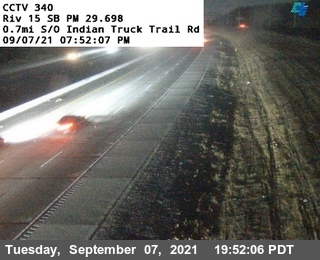 CCTV 340
Riv 15 SB PM 29.698
0.7mi S/O Indian Truck Trail Rd
09/07/21 07:52:07 PM
Tuesday, September 07, 2021 19:52:06 PDT